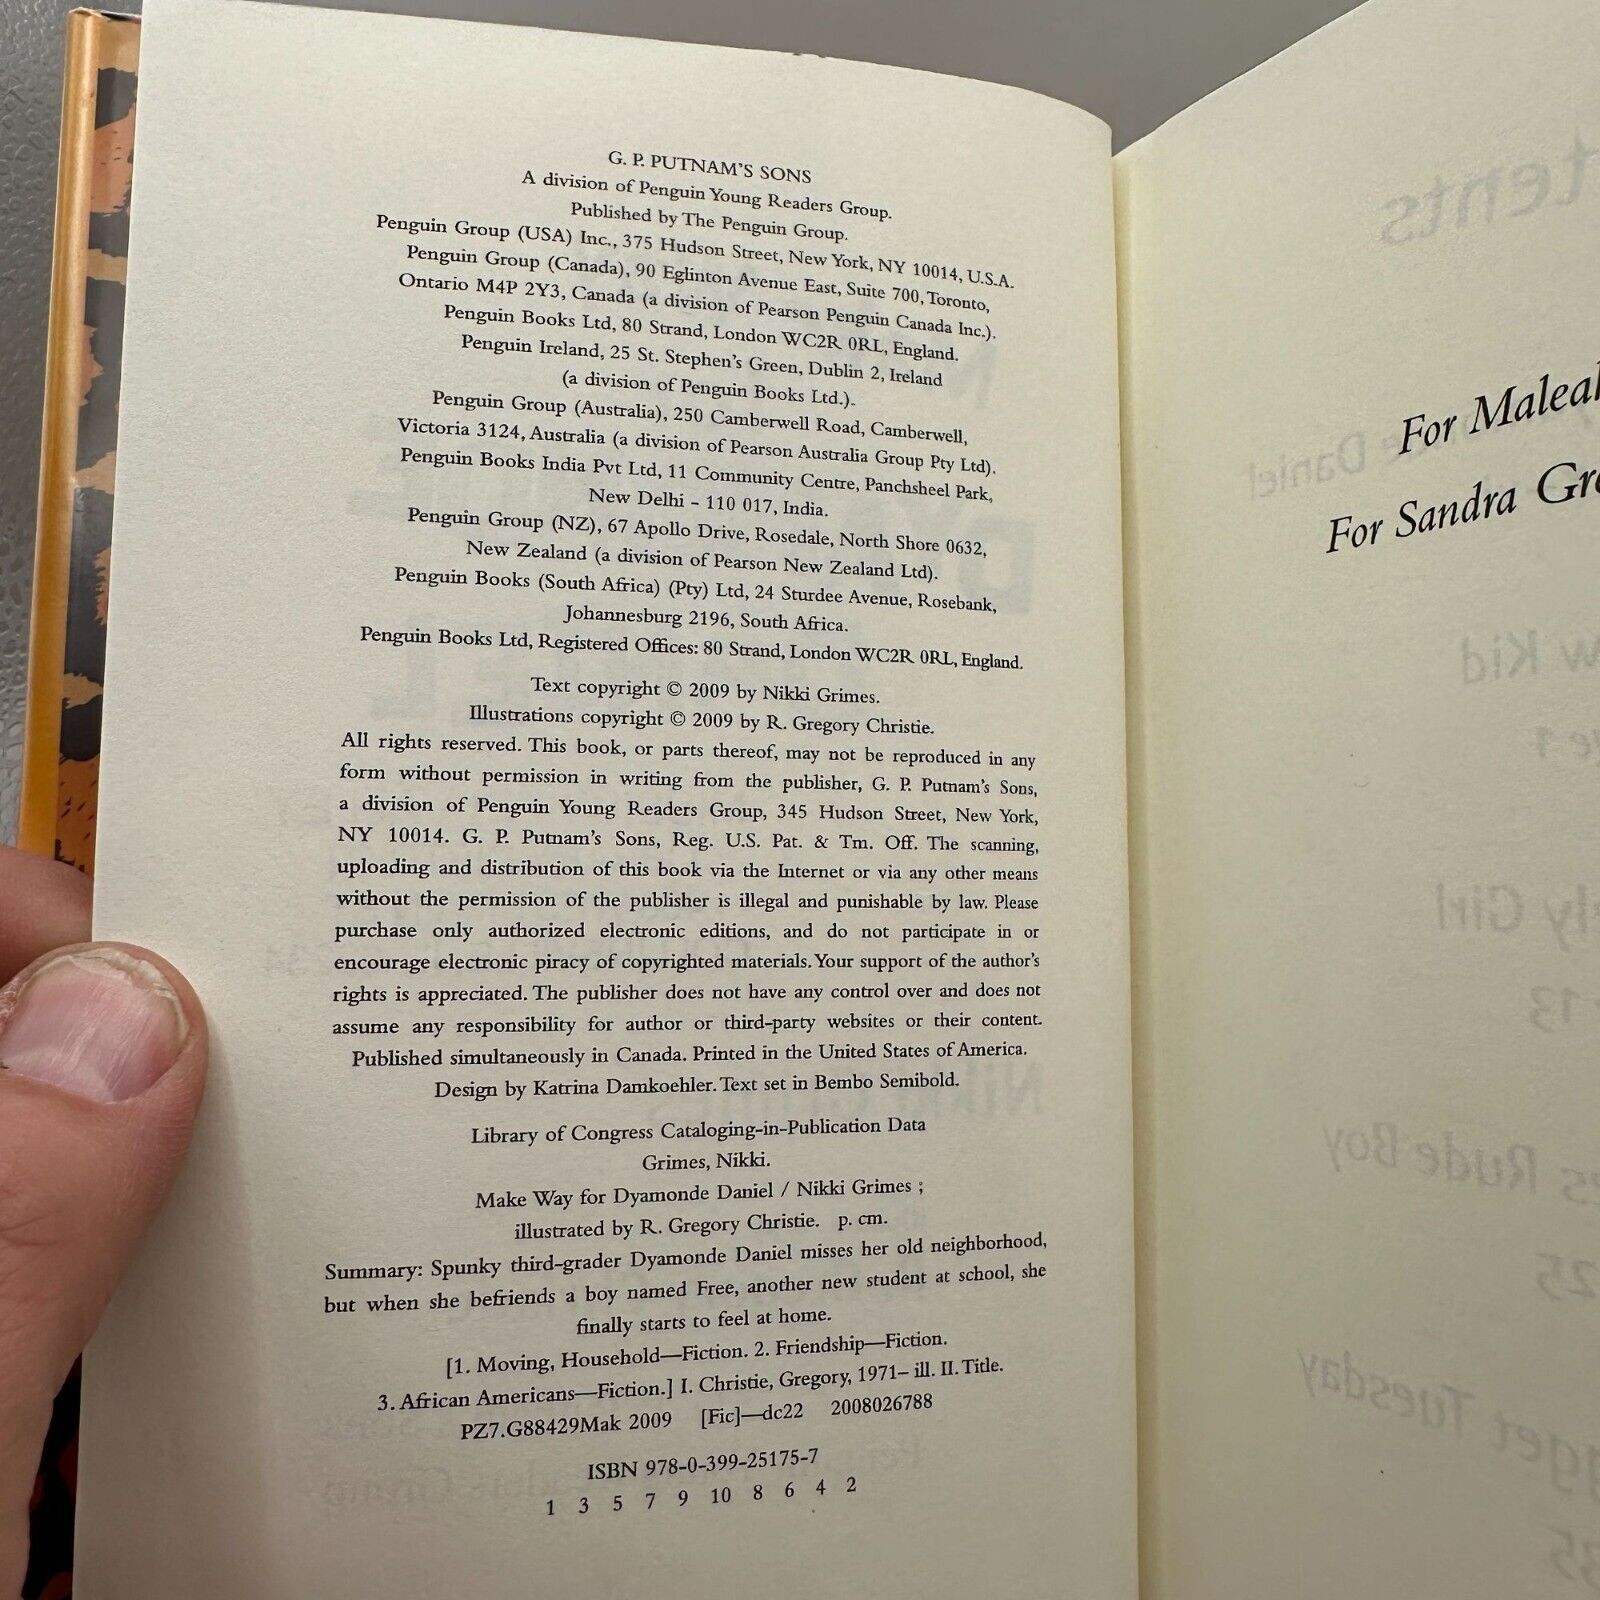 G. P. PUTNAM'S SONS
A division of Penguin Young Readers Group.
Published by The Penguin Group.
Penguin Group (USA) Inc., 375 Hudson Street, New York, NY 10014, U.S.A.
Penguin Group (Canada), 90 Eglinton Avenue East, Suite 700, Toronto,
Ontario M4P 2Y3, Canada (a division of Pearson Penguin Canada Inc.).
Penguin Books Ltd, 80 Strand, London WC2R 0RL, England.
Penguin Ireland, 25 St. Stephen's Green, Dublin 2, Ireland
(a division of Penguin Books Ltd.).
Penguin Group (Australia), 250 Camberwell Road, Camberwell,
Victoria 3124, Australia (a division of Pearson Australia Group Pty Ltd).
Penguin Books India Pvt Ltd, 11 Community Centre, Panchsheel Park,
New Delhi – 110 017, India.
Penguin Group (NZ), 67 Apollo Drive, Rosedale, North Shore 0632,
New Zealand (a division of Pearson New Zealand Ltd).
Penguin Books (South Africa) (Pty) Ltd, 24 Sturdee Avenue, Rosebank,
Johannesburg 2196, South Africa.
Penguin Books Ltd, Registered Offices: 80 Strand, London WC2R 0RL, England.
Text copyright © 2009 by Nikki Grimes.
Illustrations copyright © 2009 by R. Gregory Christie.
All rights reserved. This book, or parts thereof, may not be reproduced in any
form without permission in writing from the publisher, G. P. Putnam's Sons,
a division of Penguin Young Readers Group, 345 Hudson Street, New York,
NY 10014. G. P. Putnam's Sons, Reg. U.S. Pat. & Tm. Off. The scanning,
uploading and distribution of this book via the Internet or via any other means
without the permission of the publisher is illegal and punishable by law. Please
purchase only authorized electronic editions, and do not participate in or
encourage electronic piracy of copyrighted materials. Your support of the author's
rights is appreciated. The publisher does not have any control over and does not
assume any responsibility for author or third-party websites or their content.
Published simultaneously in Canada. Printed in the United States of America.
Design by Katrina Damkoehler. Text set in Bembo Semibold.
Library of Congress Cataloging-in-Publication Data
Grimes, Nikki.
Make Way for Dyamonde Daniel / Nikki Grimes ;
illustrated by R. Gregory Christie. p. cm.
Summary: Spunky third-grader Dyamonde Daniel misses her old neighborhood,
but when she befriends a boy named Free, another new student at school, she
finally starts to feel at home.
[1. Moving, Household—Fiction. 2. Friendship—Fiction.
3. African Americans—Fiction.] I. Christie, Gregory, 1971– ill. II. Title.
PZ7.G88429Mak 2009 [Fic]—dc22 2008026788
ISBN 978-0-399-25175-7
1 3 5 7 9 10 8 6 4 2
For
For Sandra